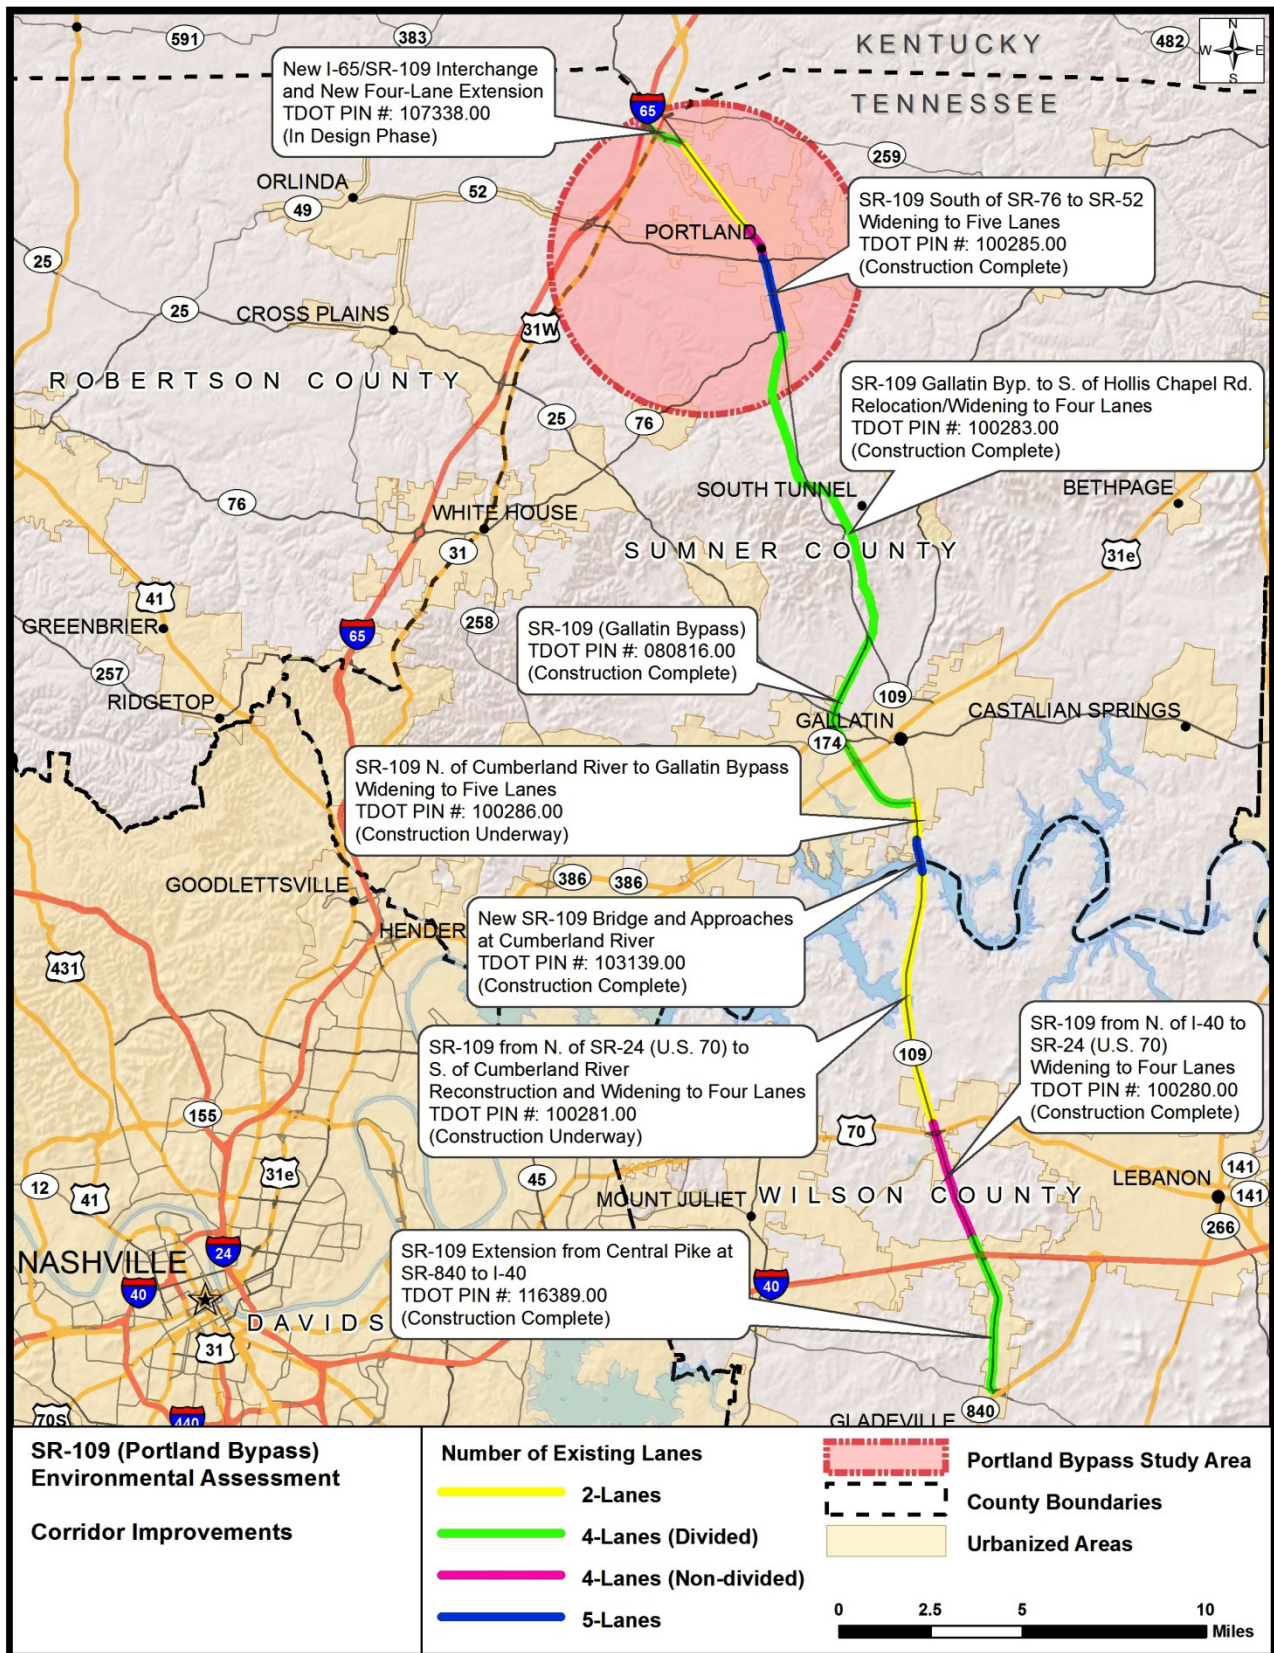 591
383
482
N
W E
S
KENTUCKY
TENNESSEE
New I-65/SR-109 Interchange
and New Four-Lane Extension
TDOT PIN #: 107338.00
(In Design Phase)
65
259
ORLINDA
49
52
SR-109 South of SR-76 to SR-52
Widening to Five Lanes
TDOT PIN #: 100285.00
(Construction Complete)
PORTLAND
25
25
CROSS PLAINS
31W
ROBERTSON COUNTY
SR-109 Gallatin Byp. to S. of Hollis Chapel Rd.
Relocation/Widening to Four Lanes
TDOT PIN #: 100283.00
(Construction Complete)
25
76
76
SOUTH TUNNEL
BETHPAGE
WHITE HOUSE
31
SUMNER COUNTY
31e
41
GREENBRIER
65
258
SR-109 (Gallatin Bypass)
TDOT PIN #: 080816.00
(Construction Complete)
257
RIDGETOP
109
GALLATIN
CASTALIAN SPRINGS
174
SR-109 N. of Cumberland River to Gallatin Bypass
Widening to Five Lanes
TDOT PIN #: 100286.00
(Construction Underway)
GOODLETTSVILLE
386
386
HENDER
431
New SR-109 Bridge and Approaches
at Cumberland River
TDOT PIN #: 103139.00
(Construction Complete)
SR-109 from N. of SR-24 (U.S. 70) to
S. of Cumberland River
Reconstruction and Widening to Four Lanes
TDOT PIN #: 100281.00
(Construction Underway)
SR-109 from N. of I-40 to
SR-24 (U.S. 70)
Widening to Four Lanes
TDOT PIN #: 100280.00
(Construction Complete)
109
155
70
31e
12
41
45
141
LEBANON
141
MOUNT JULIET
WILSON COUNTY
266
SR-109 Extension from Central Pike at
SR-840 to I-40
TDOT PIN #: 116389.00
(Construction Complete)
NASHVILLE
24
40
40
DAVIDS
31
70S
440
GLADEVILLE
840
SR-109 (Portland Bypass)
Environmental Assessment
Corridor Improvements
Number of Existing Lanes
2-Lanes
4-Lanes (Divided)
4-Lanes (Non-divided)
5-Lanes
Portland Bypass Study Area
County Boundaries
Urbanized Areas
0 2.5 5 10
Miles